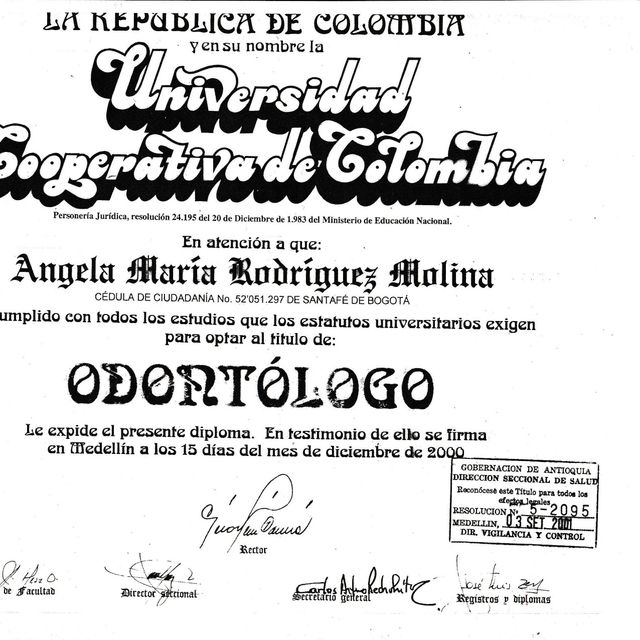 LA REPÚBLICA DE COLOMBIA
y en su nombre la
Universidad
Cooperativa de Colombia
Personería Jurídica, resolución 24.195 del 20 de Diciembre de 1.983 del Ministerio de Educación Nacional.
En atención a que:
Angela María Rodríguez Molina
CÉDULA DE CIUDADANÍA No. 52'051.297 DE SANTAFÉ DE BOGOTÁ
umplido con todos los estudios que los estatutos universitarios exigen
para optar al título de:
ODONTÓLOGO
Le expide el presente diploma. En testimonio de ello se firma
en Medellín a los 15 días del mes de diciembre de 2000
GOBERNACION DE ANTIOQUIA
DIRECCION SECCIONAL DE SALUD
Reconócese este Título para todos los
efectos legales
RESOLUCION Nº 5-2095
MEDELLIN, 03 SET. 2001
DIR. VIGILANCIA Y CONTROL
Rector
de Facultad
Director seccional
Secretario general
Registros y diplomas